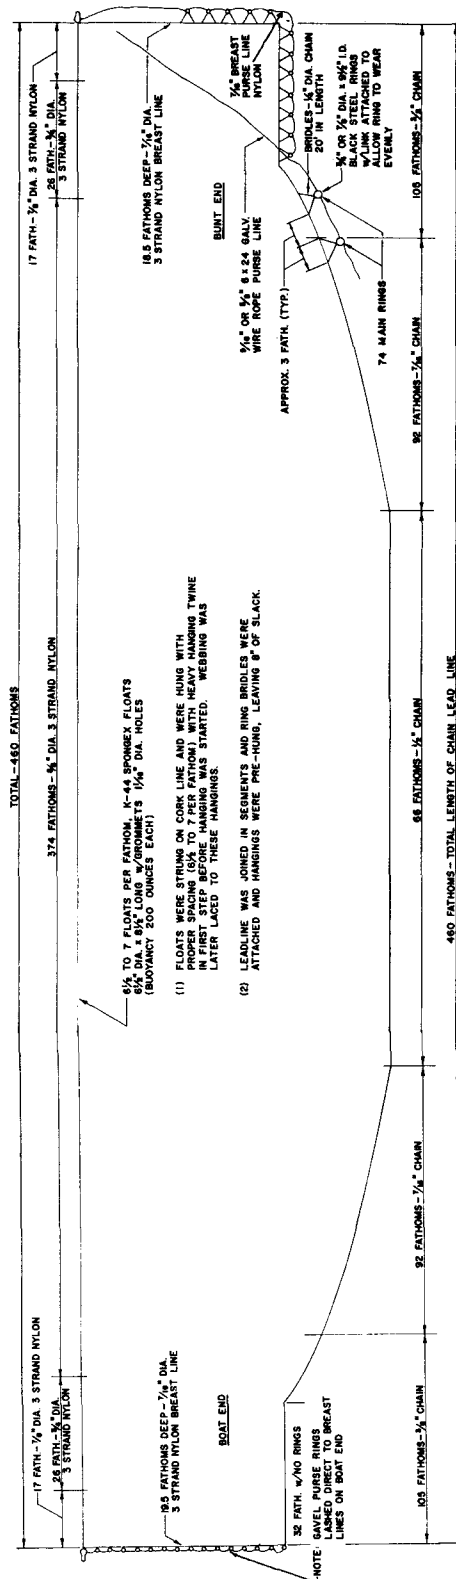 TOTAL-460 FATHOMS
17 FATH.-7/8" DIA. 3 STRAND NYLON
26 FATH.-3/4" DIA.
3 STRAND NYLON
374 FATHOMS-5/8" DIA. 3 STRAND NYLON
17 FATH.-7/8" DIA. 3 STRAND NYLON
26 FATH.-3/4" DIA.
3 STRAND NYLON
19.5 FATHOMS DEEP-7/16" DIA.
3 STRAND NYLON BREAST LINE
BOAT END
32 FATH. W/NO RINGS
NOTE: GAVEL PURSE RINGS
LASHED DIRECT TO BREAST
LINES ON BOAT END
6½ TO 7 FLOATS PER FATHOM, K-44 SPONGEX FLOATS
6½" DIA. x 8½" LONG W/GROMMETS 1 1/16" DIA. HOLES
(BUOYANCY 200 OUNCES EACH)
(1) FLOATS WERE STRUNG ON CORK LINE AND WERE HUNG WITH
PROPER SPACING (6½ TO 7 PER FATHOM) WITH HEAVY HANGING TWINE
IN FIRST STEP BEFORE HANGING WAS STARTED. WEBBING WAS
LATER LACED TO THESE HANGINGS.
(2) LEADLINE WAS JOINED IN SEGMENTS AND RING BRIDLES WERE
ATTACHED AND HANGINGS WERE PRE-HUNG, LEAVING 8" OF SLACK.
18.5 FATHOMS DEEP-7/16" DIA.
3 STRAND NYLON BREAST LINE
BUNT END
9/16" OR 5/8" 6 x 24 GALV.
WIRE ROPE PURSE LINE
APPROX. 3 FATH. (TYP.)
BREAST
PURSE LINE
NYLON
DIA. CHAIN
20' IN LENGTH
3/4" OR 7/8" DIA. x 9½" I.D.
BLACK STEEL RINGS
W/LINK ATTACHED TO
ALLOW RING TO WEAR
EVENLY
74 MAIN RINGS
105 FATHOMS-3/8" CHAIN
92 FATHOMS-7/16" CHAIN
66 FATHOMS-½" CHAIN
92 FATHOMS-7/16" CHAIN
105 FATHOMS-3/8" CHAIN
460 FATHOMS-TOTAL LENGTH OF CHAIN LEAD LINE